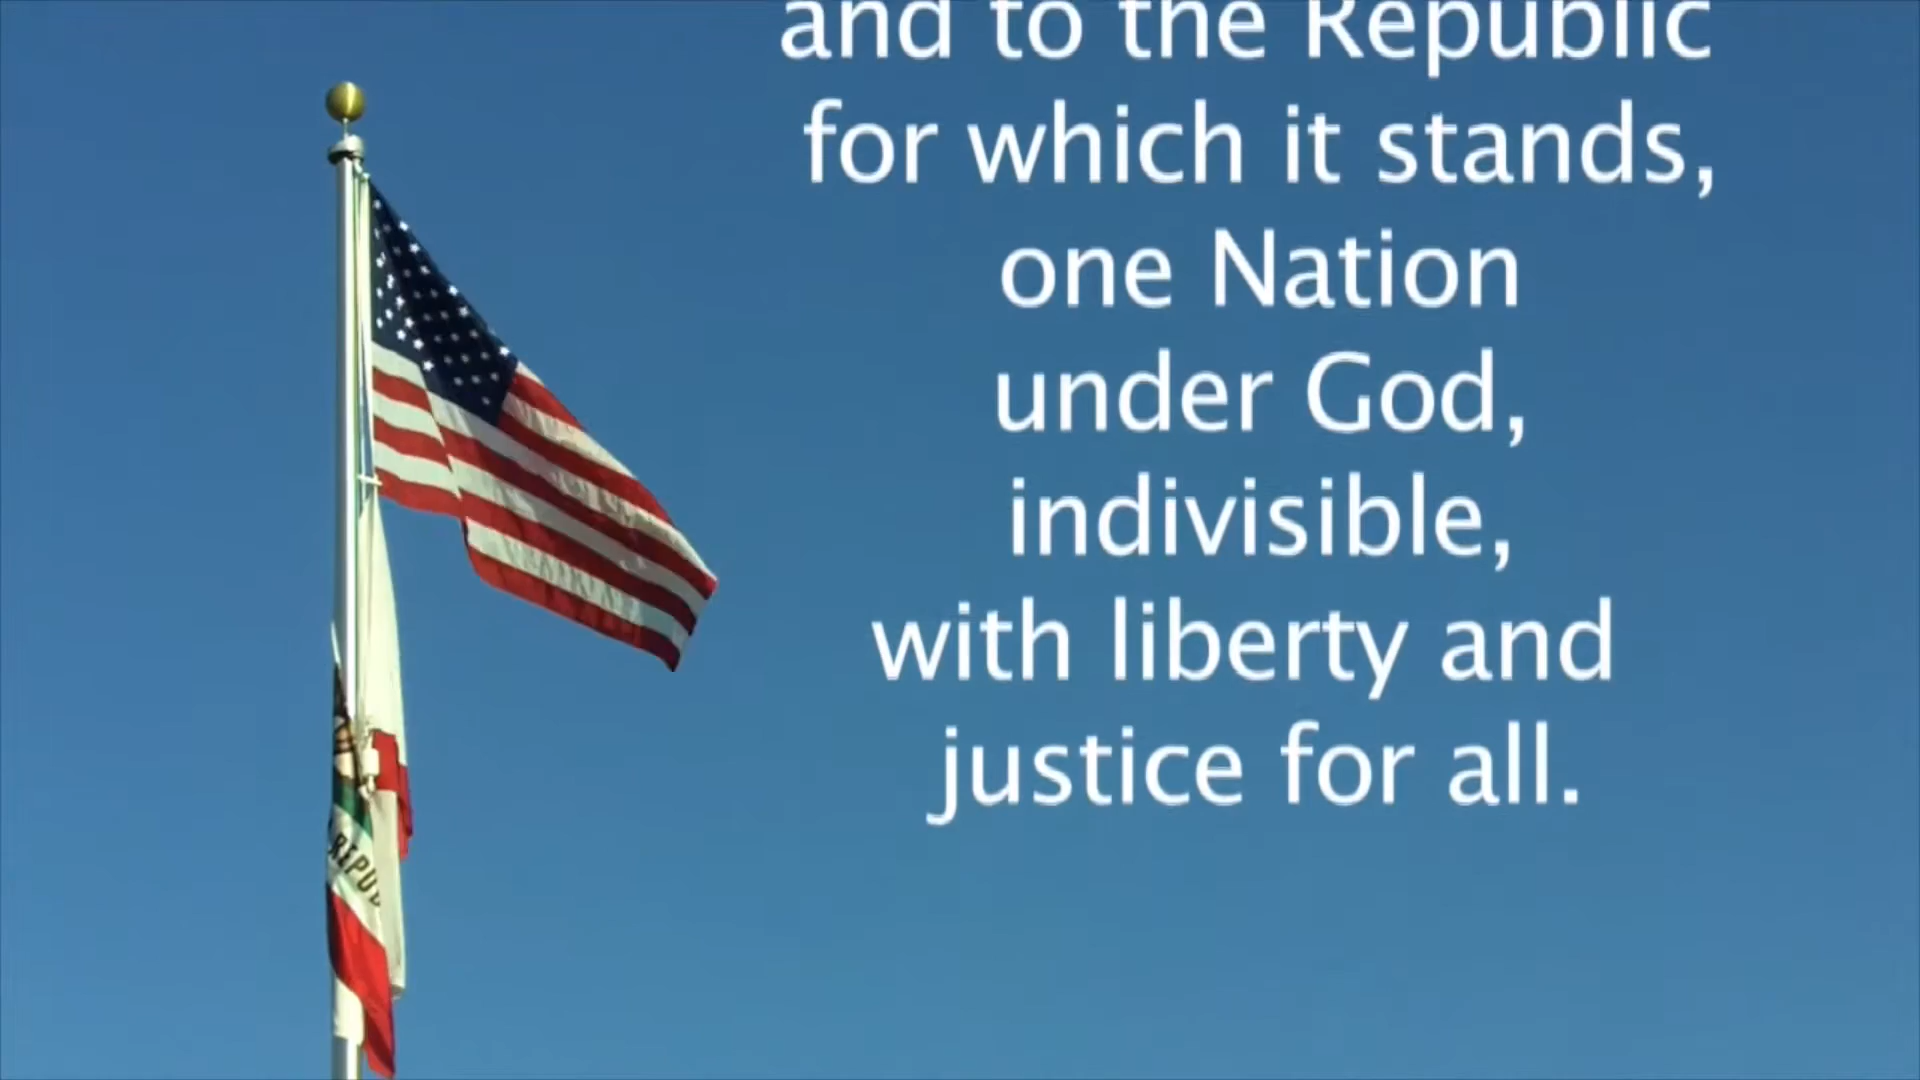 and to the Republic
for which it stands,
one Nation
under God,
indivisible,
with liberty and
justice for all.
REPU